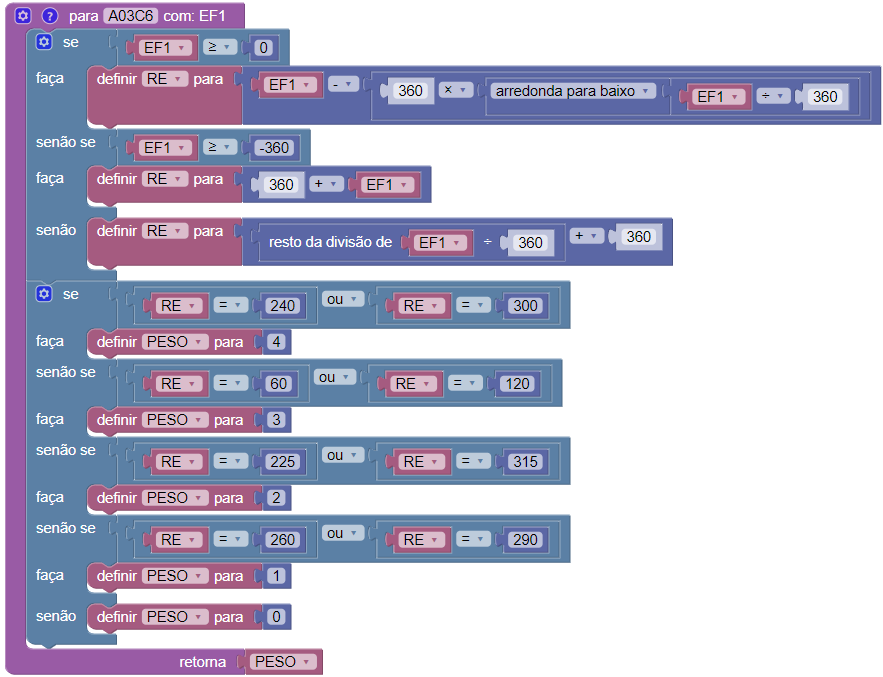 para A03C6 com: EF1
se EF1 ≥ 0
faça definir RE para EF1 - 360 × arredonda para baixo EF1 ÷ 360
senão se EF1 ≥ -360
faça definir RE para 360 + EF1
senão definir RE para resto da divisão de EF1 ÷ 360 + 360
se RE = 240 ou RE = 300
faça definir PESO para 4
senão se RE = 60 ou RE = 120
faça definir PESO para 3
senão se RE = 225 ou RE = 315
faça definir PESO para 2
senão se RE = 260 ou RE = 290
faça definir PESO para 1
senão definir PESO para 0
retorna PESO